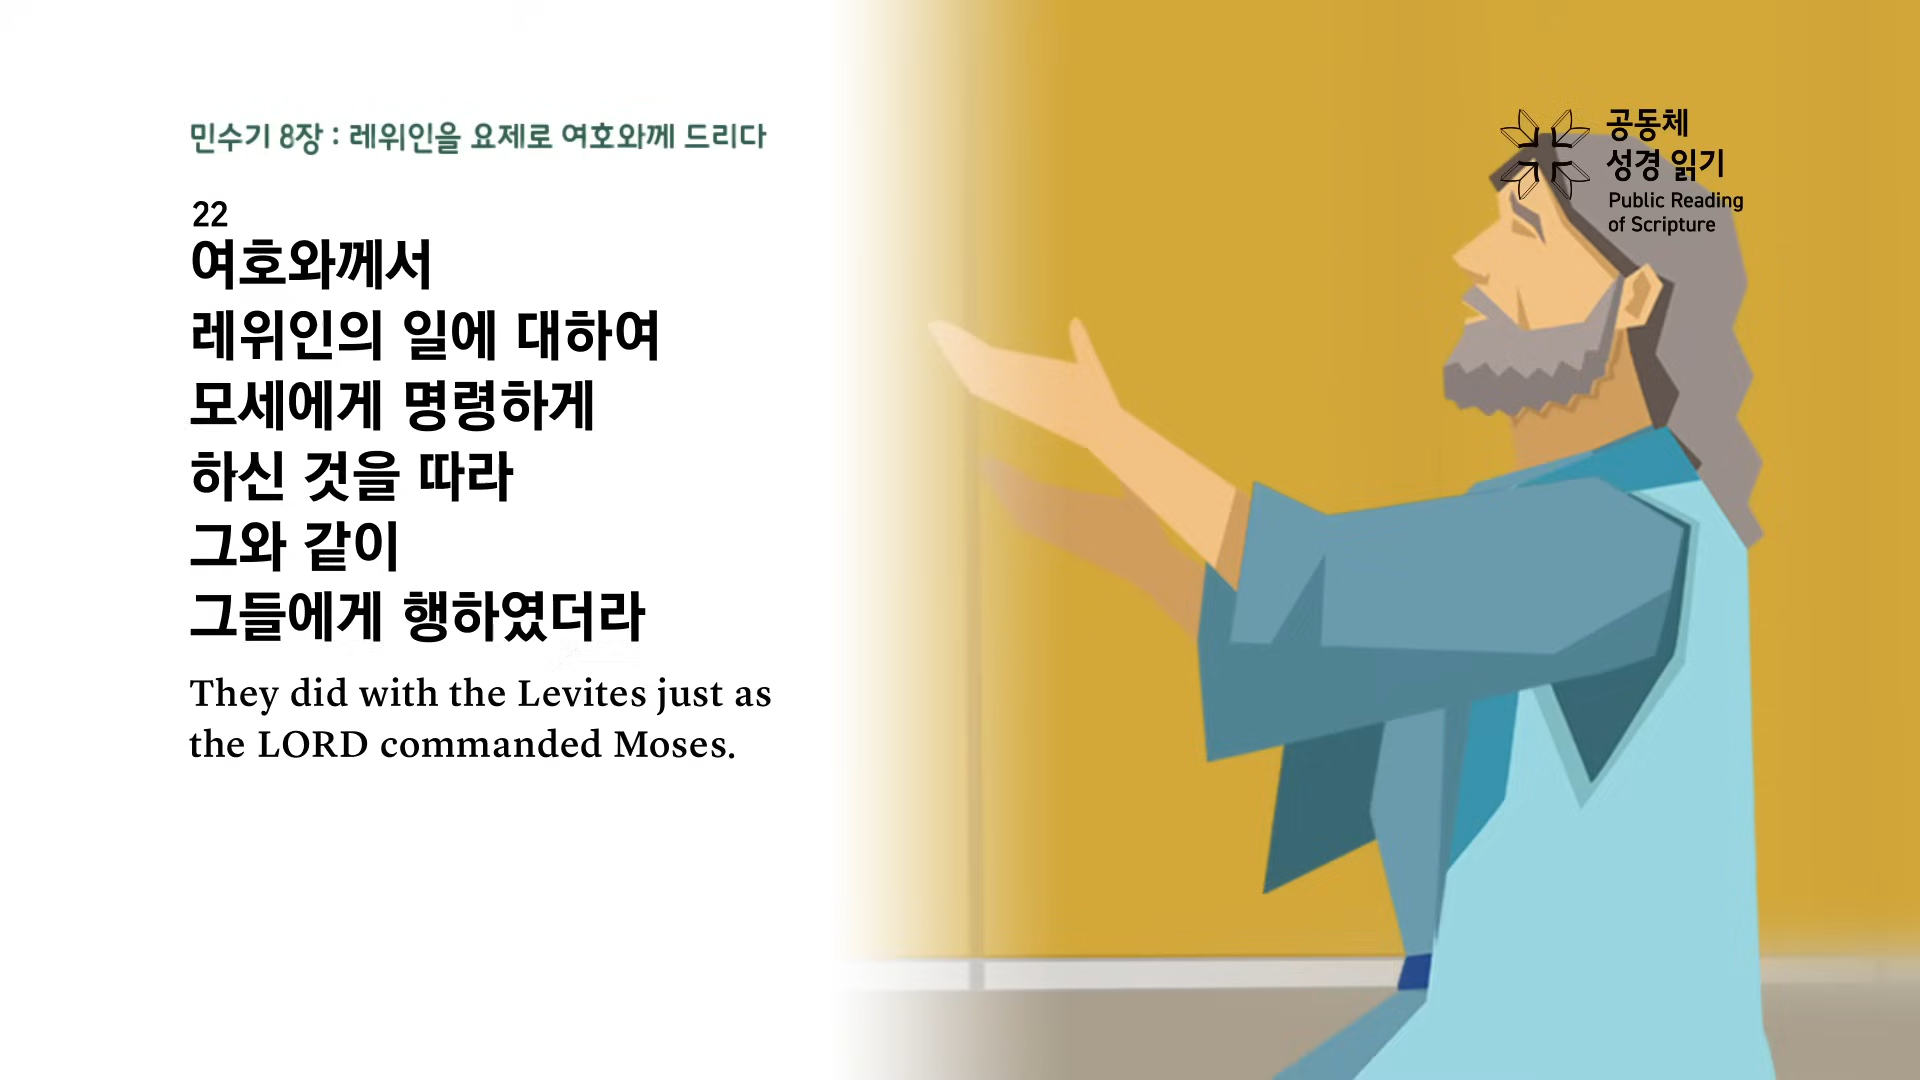 민수기 8장 : 레위인을 요제로 여호와께 드리다
22
여호와께서
레위인의 일에 대하여
모세에게 명령하게
하신 것을 따라
그와 같이
그들에게 행하였더라
They did with the Levites just as
the LORD commanded Moses.
공동체
성경 읽기
Public Reading
of Scripture